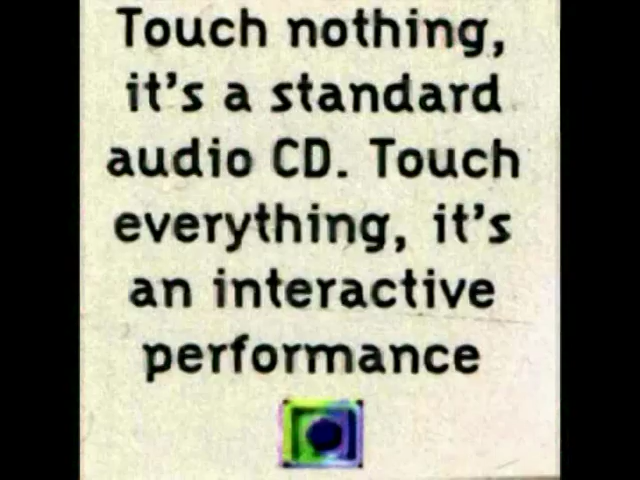 Touch nothing,
it's a standard
audio CD. Touch
everything, it's
an interactive
performance